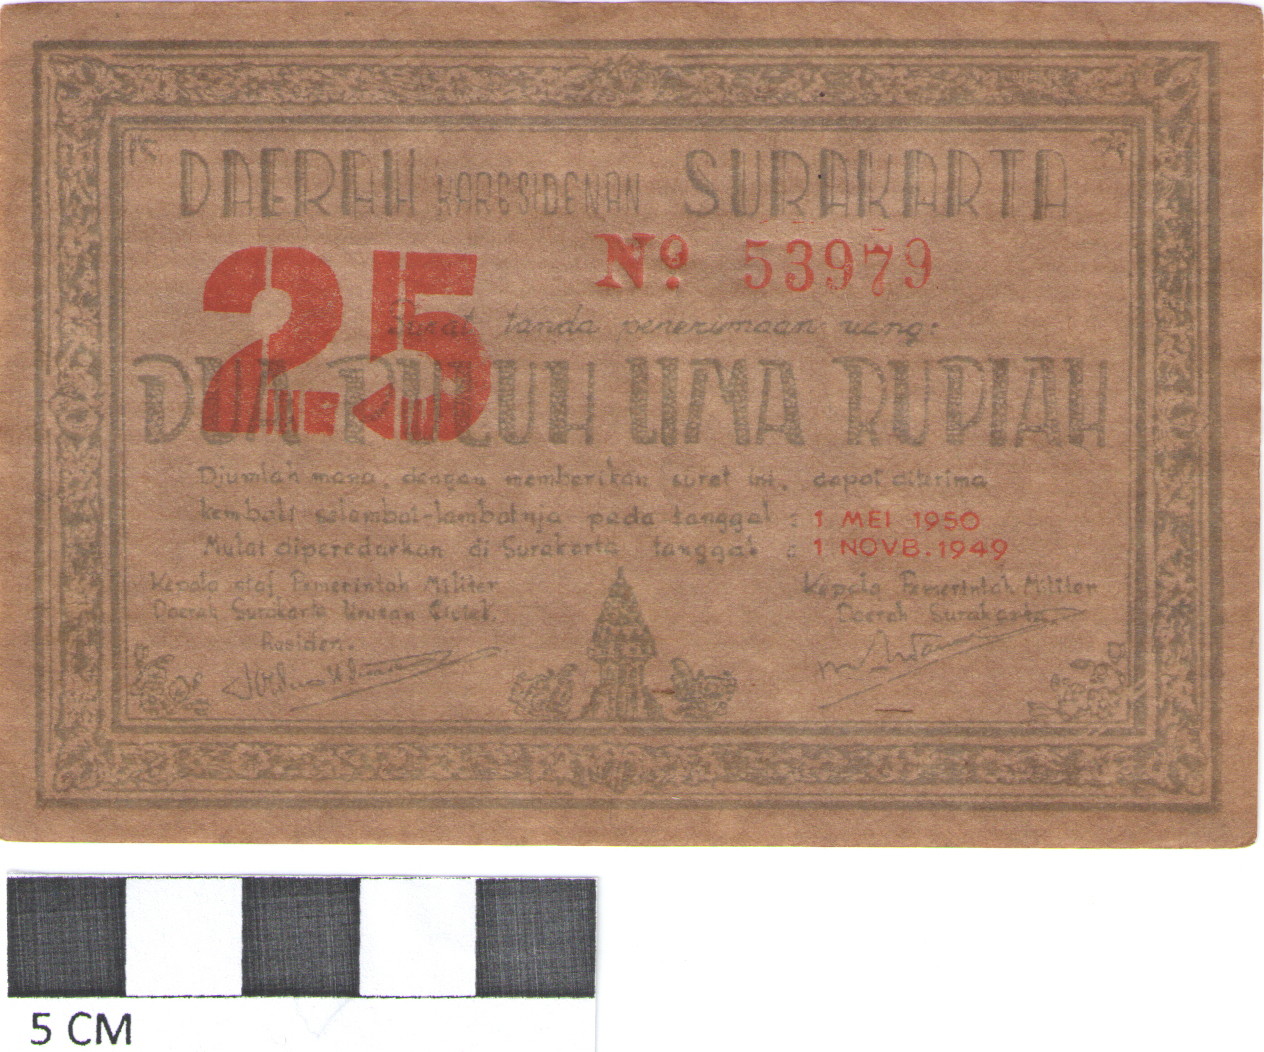 DAERAH KARESIDENAN SURAKARTA
25 No. 53979
Surat tanda penerimaan uang:
DUA PULUH LIMA RUPIAH
Djumlah mana, dengan memberikan surat ini, dapat diterima
kembali selambat-lambatnja pada tanggal : 1 MEI 1950
Mulai diperedarkan di Surakarta tanggal : 1 NOVB. 1949
Kepala staf Pemerintah Militer
Daerah Surakarta Urusan Civiel.
Residen.
Kepala Pemerintah Militer
Daerah Surakarta.
5 CM